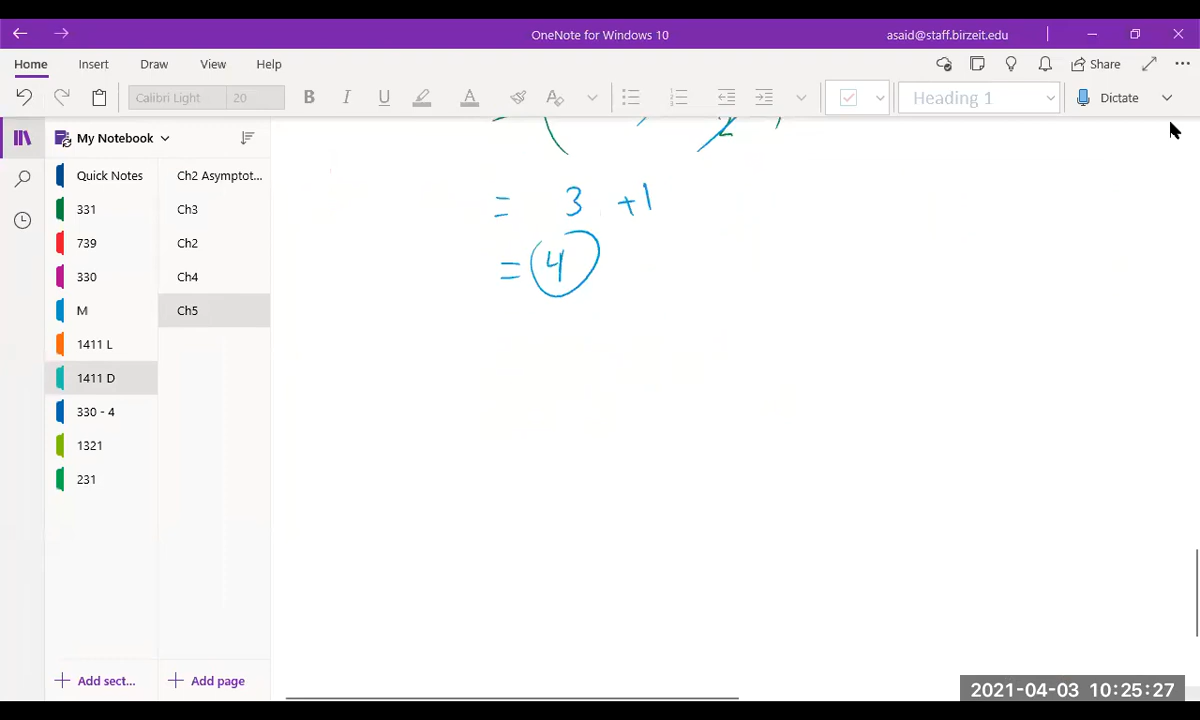 OneNote for Windows 10
asaid@staff.birzeit.edu
Home Insert Draw View Help
Share
Calibri Light 20 B I U A Heading 1 Dictate
My Notebook
Quick Notes
331
739
330
M
1411 L
1411 D
330 - 4
1321
231
Ch2 Asymptot...
Ch3
Ch2
Ch4
Ch5
= 3 +1
= 4
+ Add sect...
+ Add page
2021-04-03 10:25:27